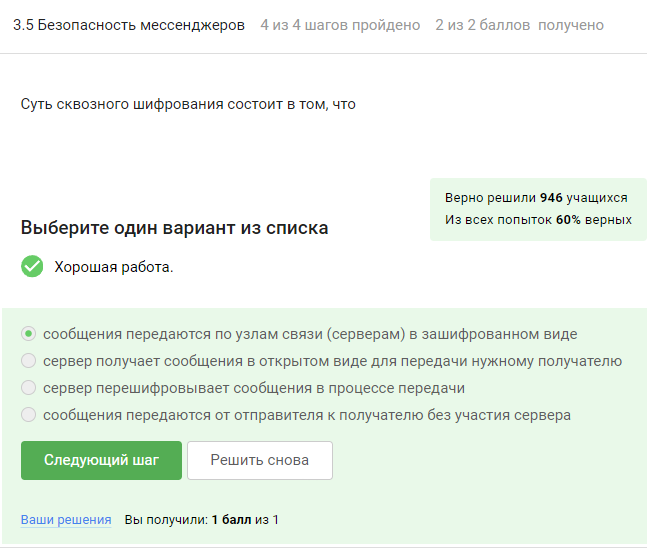 3.5 Безопасность мессенджеров 4 из 4 шагов пройдено 2 из 2 баллов получено
Суть сквозного шифрования состоит в том, что
Верно решили 946 учащихся
Из всех попыток 60% верных
Выберите один вариант из списка
Хорошая работа.
сообщения передаются по узлам связи (серверам) в зашифрованном виде
сервер получает сообщения в открытом виде для передачи нужному получателю
сервер перешифровывает сообщения в процессе передачи
сообщения передаются от отправителя к получателю без участия сервера
Следующий шаг Решить снова
Ваши решения Вы получили: 1 балл из 1